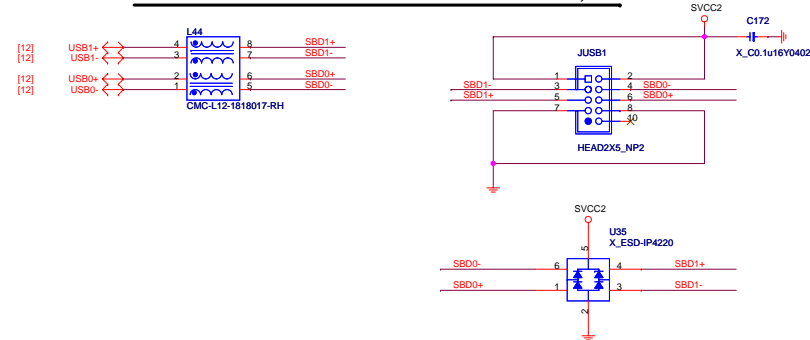 L44
[12] USB1+ 4 8 SBD1+
[12] USB1- 3 7 SBD1-
[12] USB0+ 2 6 SBD0+
[12] USB0- 1 5 SBD0-
CMC-L12-1818017-RH
SVCC2
C172
X_C0.1u16Y0402
JUSB1
1 2
SBD1- 3 4 SBD0-
SBD1+ 5 6 SBD0+
7 8
10
HEAD2X5_NP2
SVCC2
U35
X_ESD-IP4220
5
SBD0- 6 4 SBD1+
SBD0+ 1 3 SBD1-
2